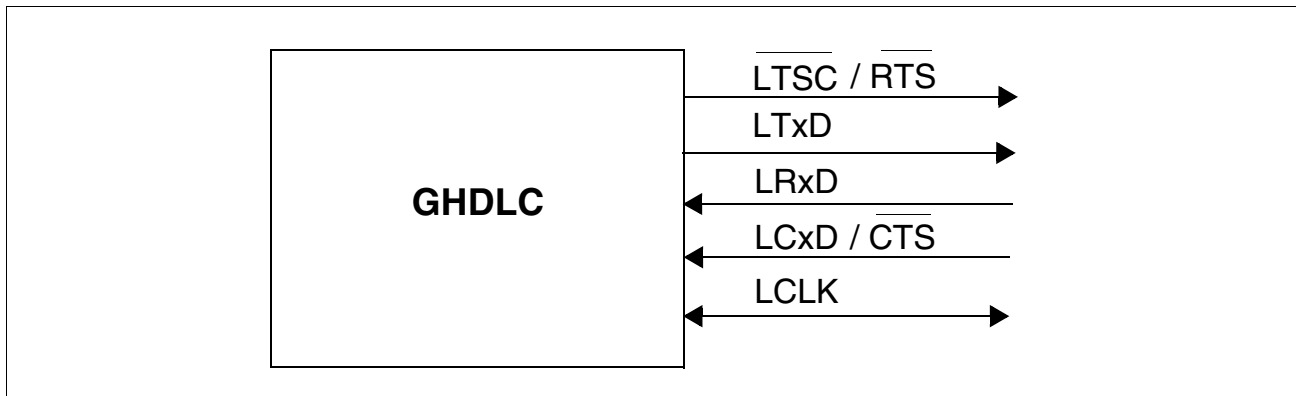 LTSC / RTS
LTxD
LRxD
GHDLC
LCxD / CTS
LCLK